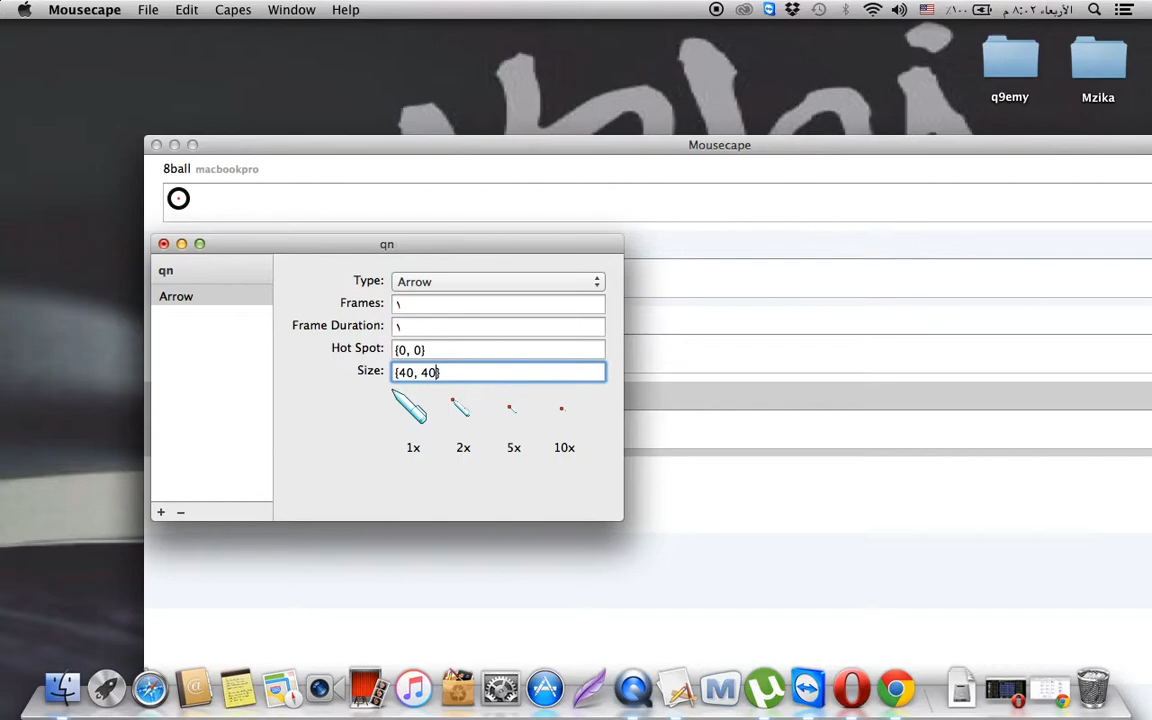 Mousecape File Edit Capes Window Help ٪١٠٠ الأربعاء ٨:٠٢ م
q9emy Mzika
Mousecape
8ball macbookpro
qn
qn
Arrow
Type: Arrow
Frames: ١
Frame Duration: ١
Hot Spot: {0, 0}
Size: {40, 40}
1x 2x 5x 10x
+ −